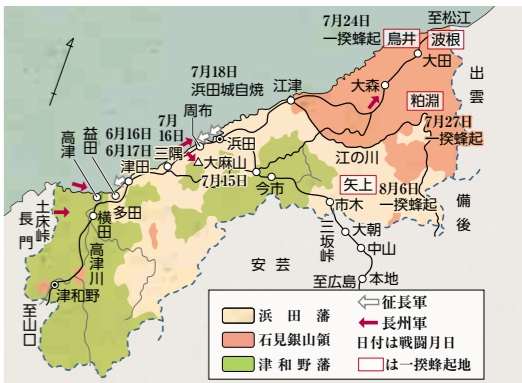 7月24日
一揆蜂起
至松江
鳥井
波根
大田
出雲
7月18日
浜田城自焼
江津
大森
粕淵
7月27日
一揆蜂起
周布
7月
16日
6月16日
6月17日
益田
高津
三隅
浜田
大麻山
津田
7月15日
今市
江の川
矢上
8月6日
一揆蜂起
備後
土床峠
長門
多田
横田
高津川
市木
三坂峠
大朝
中山
安芸
至広島
本地
津和野
至山口
浜田藩
石見銀山領
津和野藩
征長軍
長州軍
日付は戦闘月日
は一揆蜂起地